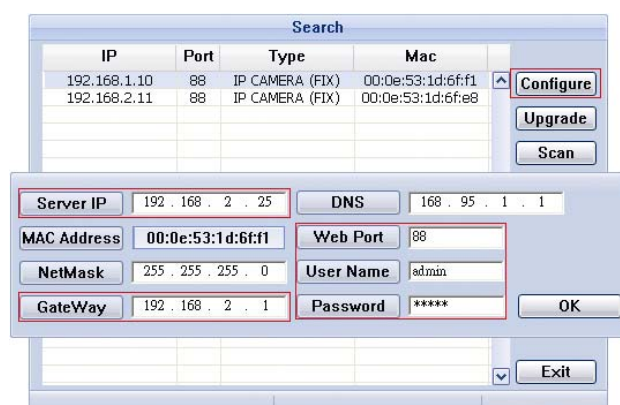 Search
IP Port Type Mac
192.168.1.10 88 IP CAMERA (FIX) 00:0e:53:1d:6f:f1
192.168.2.11 88 IP CAMERA (FIX) 00:0e:53:1d:6f:e8
Configure
Upgrade
Scan
Server IP 192 . 168 . 2 . 25 DNS 168 . 95 . 1 . 1
MAC Address 00:0e:53:1d:6f:f1 Web Port 88
NetMask 255 . 255 . 255 . 0 User Name admin
GateWay 192 . 168 . 2 . 1 Password ***** OK
Exit